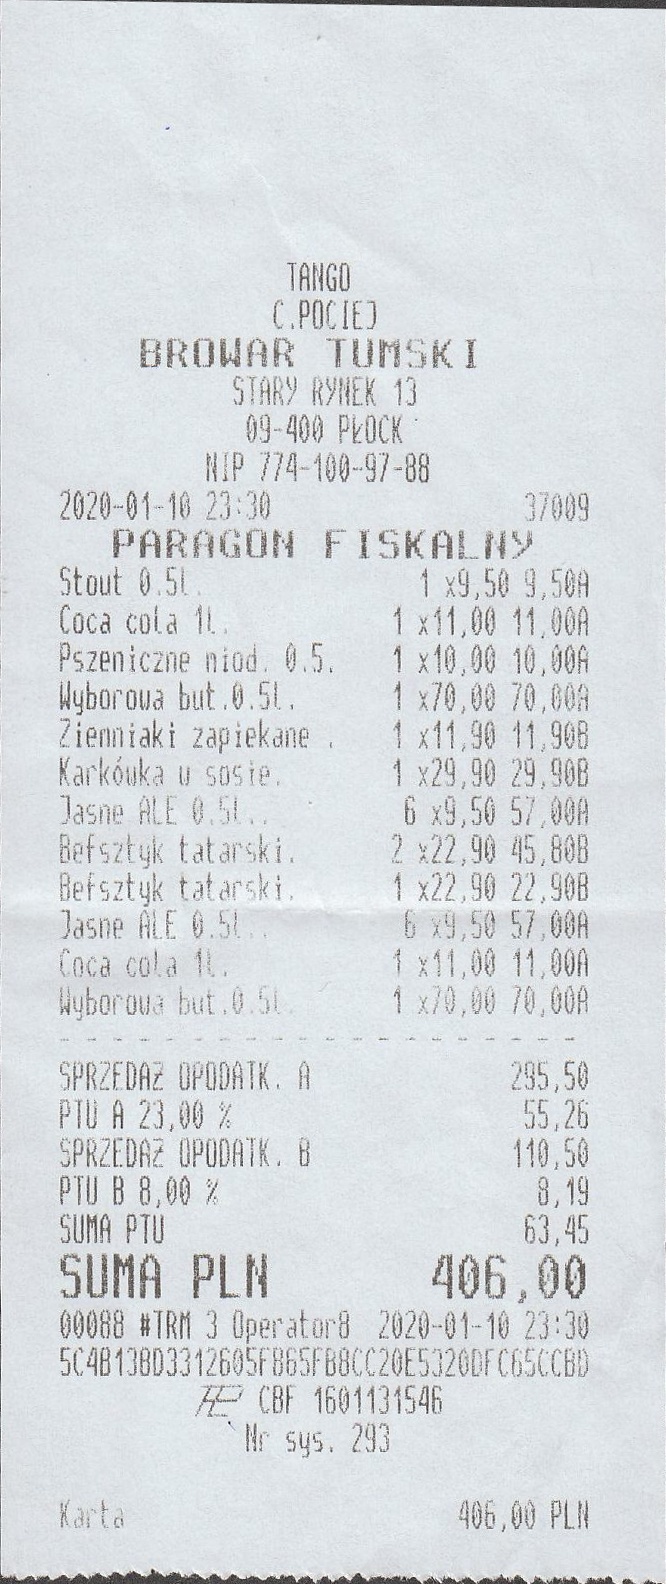 TANGO
C.POCIEJ
BROWAR TUMSKI
STARY RYNEK 13
09-400 PŁOCK
NIP 774-100-97-88
2020-01-10 23:30 37009
PARAGON FISKALNY
Stout 0.5l. 1 x9,50 9,50A
Coca cola 1l. 1 x11,00 11,00A
Pszeniczne miod. 0.5. 1 x10,00 10,00A
Wyborowa but.0.5l. 1 x70,00 70,00A
Ziemniaki zapiekane . 1 x11,90 11,90B
Karkówka w sosie. 1 x29,90 29,90B
Jasne ALE 0.5l.. 6 x9,50 57,00A
Befsztyk tatarski. 2 x22,90 45,80B
Befsztyk tatarski. 1 x22,90 22,90B
Jasne ALE 0.5l.. 6 x9,50 57,00A
Coca cola 1l. 1 x11,00 11,00A
Wyborowa but.0.5l. 1 x70,00 70,00A
SPRZEDAŻ OPODATK. A 295,50
PTU A 23,00 % 55,26
SPRZEDAŻ OPODATK. B 110,50
PTU B 8,00 % 8,19
SUMA PTU 63,45
SUMA PLN 406,00
00088 #TRM 3 Operator8 2020-01-10 23:30
5C4B13BD3312605F865FB8CC20E5320DFC65CCBD
CBF 1601131546
Nr sys. 293
Karta 406,00 PLN